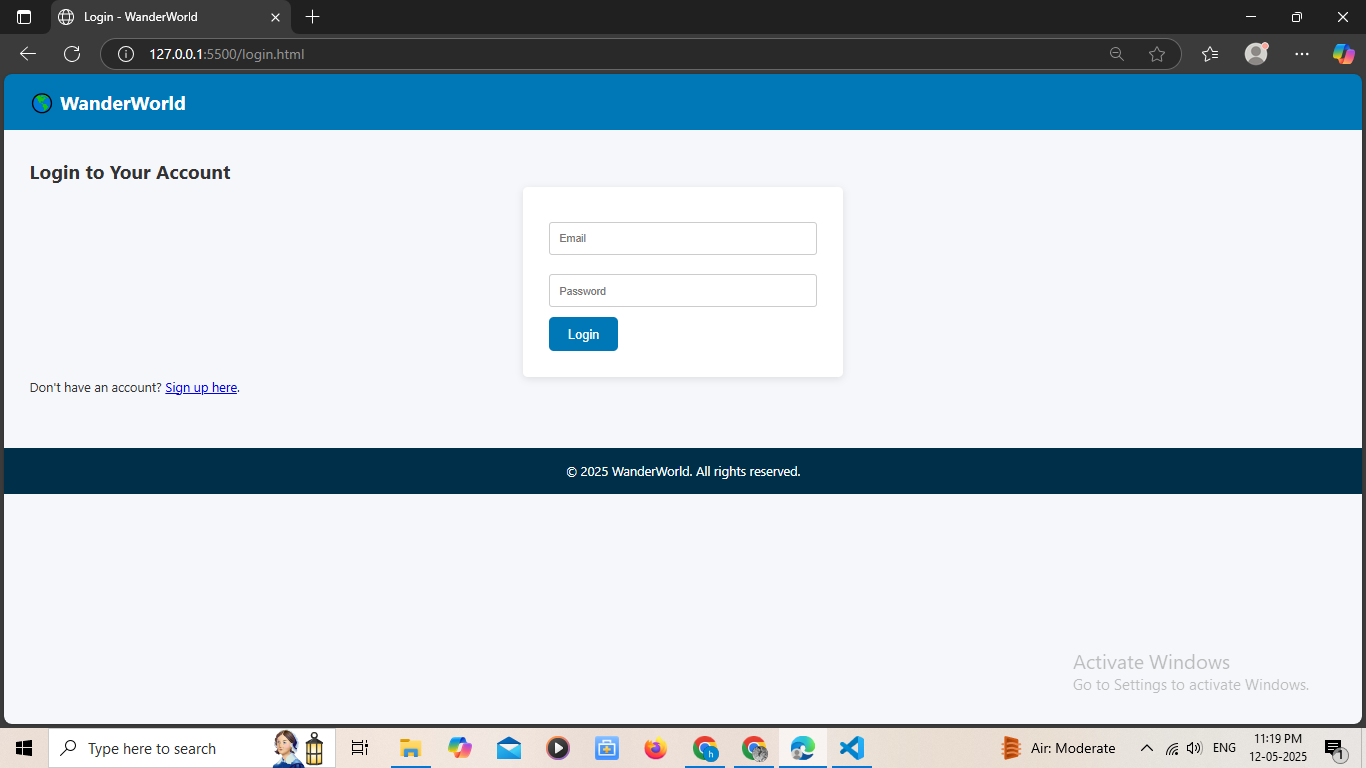 Login - WanderWorld
127.0.0.1:5500/login.html
WanderWorld
Login to Your Account
Email
Password
Login
Don't have an account? Sign up here.
© 2025 WanderWorld. All rights reserved.
Activate Windows
Go to Settings to activate Windows.
Type here to search
h
Air: Moderate
ENG
11:19 PM
12-05-2025
1